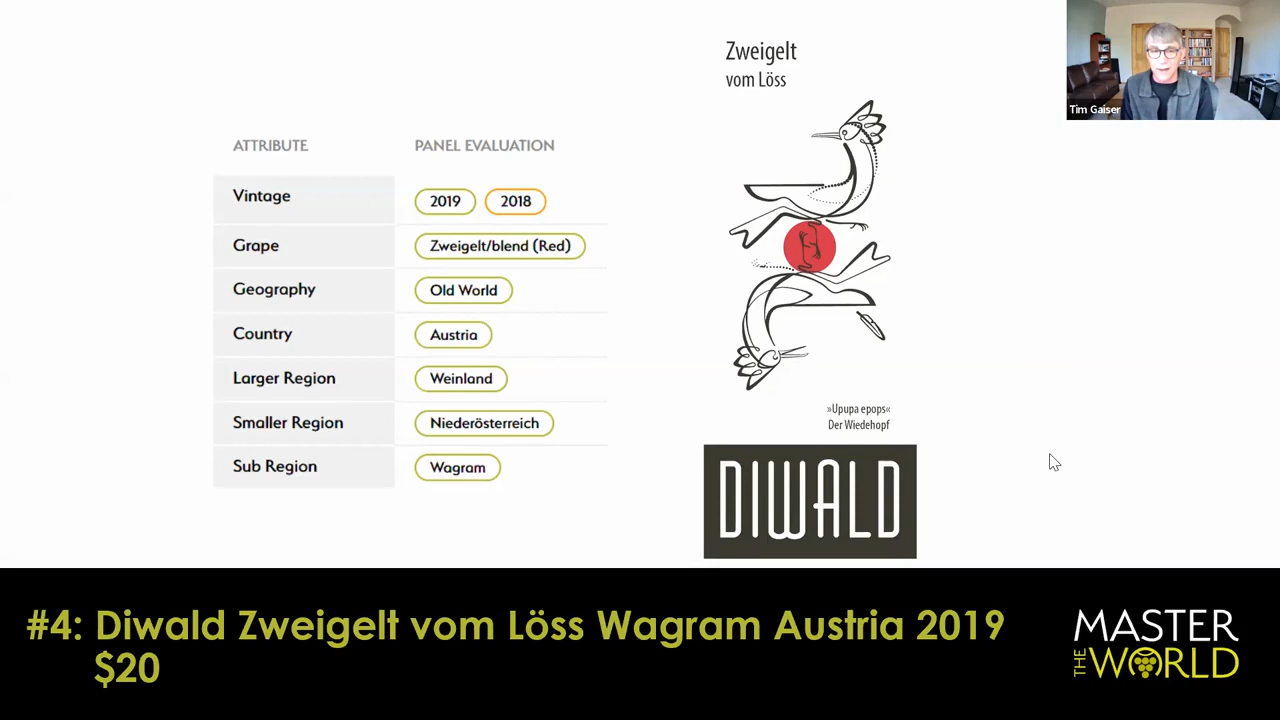 Zweigelt
vom Löss
Tim Gaiser
ATTRIBUTE PANEL EVALUATION
Vintage 2019 2018
Grape Zweigelt/blend (Red)
Geography Old World
Country Austria
Larger Region Weinland
Smaller Region Niederösterreich
Sub Region Wagram
»Upupa epops«
Der Wiedehopf
DIWALD
#4: Diwald Zweigelt vom Löss Wagram Austria 2019
$20
MASTER
THE WORLD